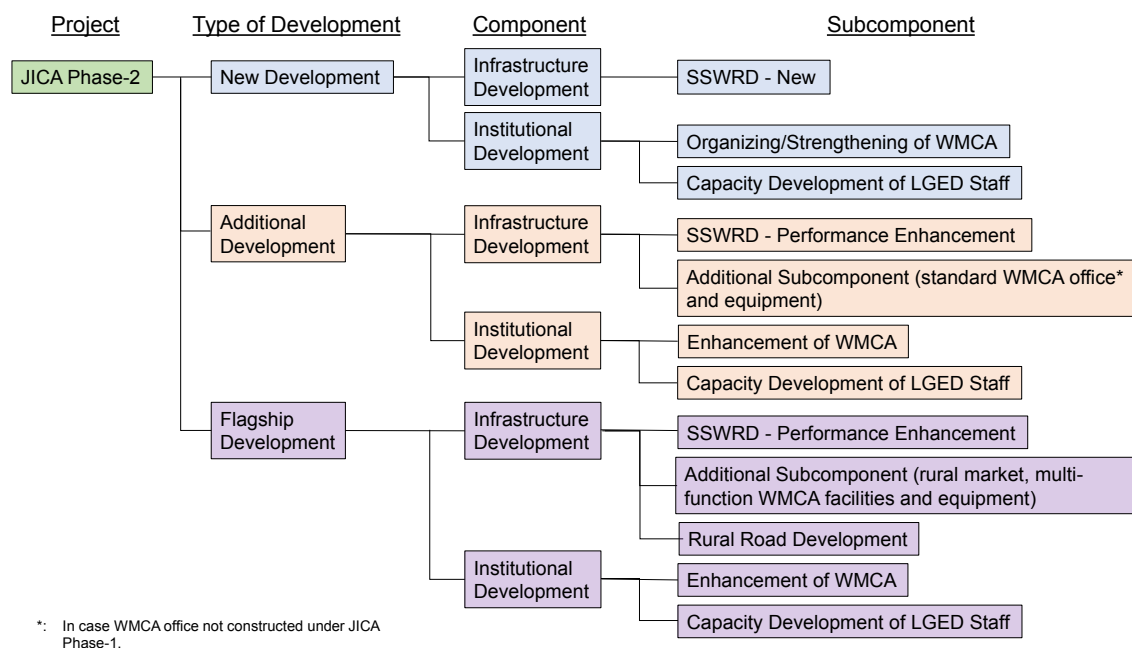 Project
Type of Development
Component
Subcomponent
JICA Phase-2
New Development
Infrastructure
Development
SSWRD - New
Institutional
Development
Organizing/Strengthening of WMCA
Capacity Development of LGED Staff
Additional
Development
Infrastructure
Development
SSWRD - Performance Enhancement
Additional Subcomponent (standard WMCA office*
and equipment)
Institutional
Development
Enhancement of WMCA
Capacity Development of LGED Staff
Flagship
Development
Infrastructure
Development
SSWRD - Performance Enhancement
Additional Subcomponent (rural market, multi-
function WMCA facilities and equipment)
Rural Road Development
Institutional
Development
Enhancement of WMCA
Capacity Development of LGED Staff
*: In case WMCA office not constructed under JICA
Phase-1.